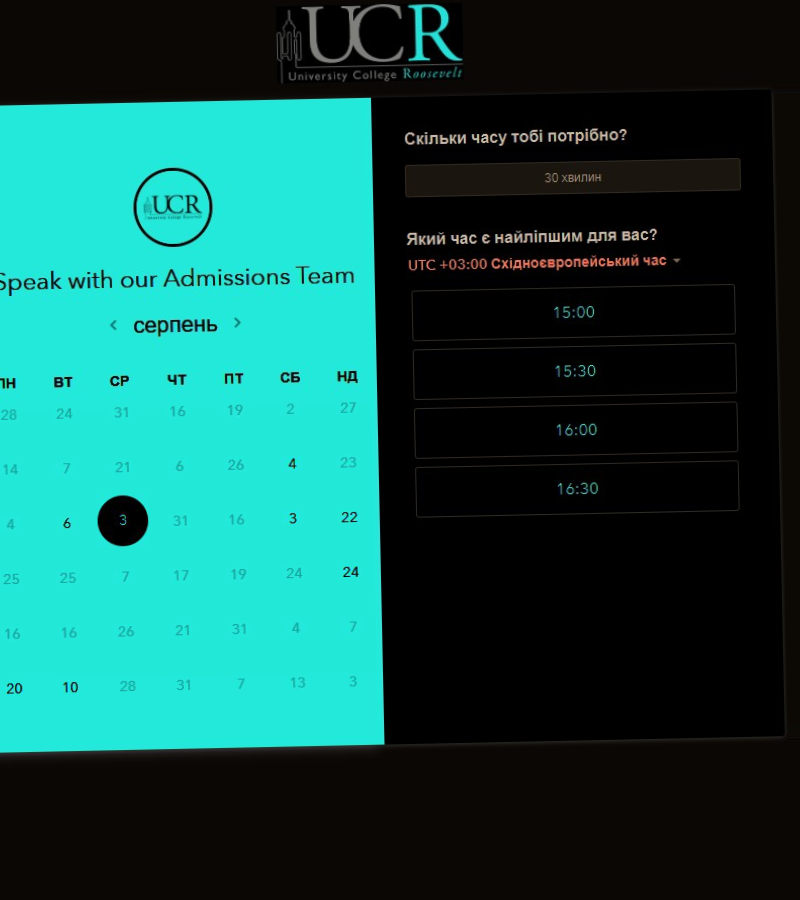 UCR
University College Roosevelt
UCR
University College Roosevelt
Speak with our Admissions Team
серпень
ПН ВТ СР ЧТ ПТ СБ НД
28 24 31 16 19 2 27
14 7 21 6 26 4 23
4 6 3 31 16 3 22
25 25 7 17 19 24 24
16 16 26 21 31 4 7
20 10 28 31 7 13 3
Скільки часу тобі потрібно?
30 хвилин
Який час є найліпшим для вас?
UTC +03:00 Східноєвропейський час
15:00
15:30
16:00
16:30